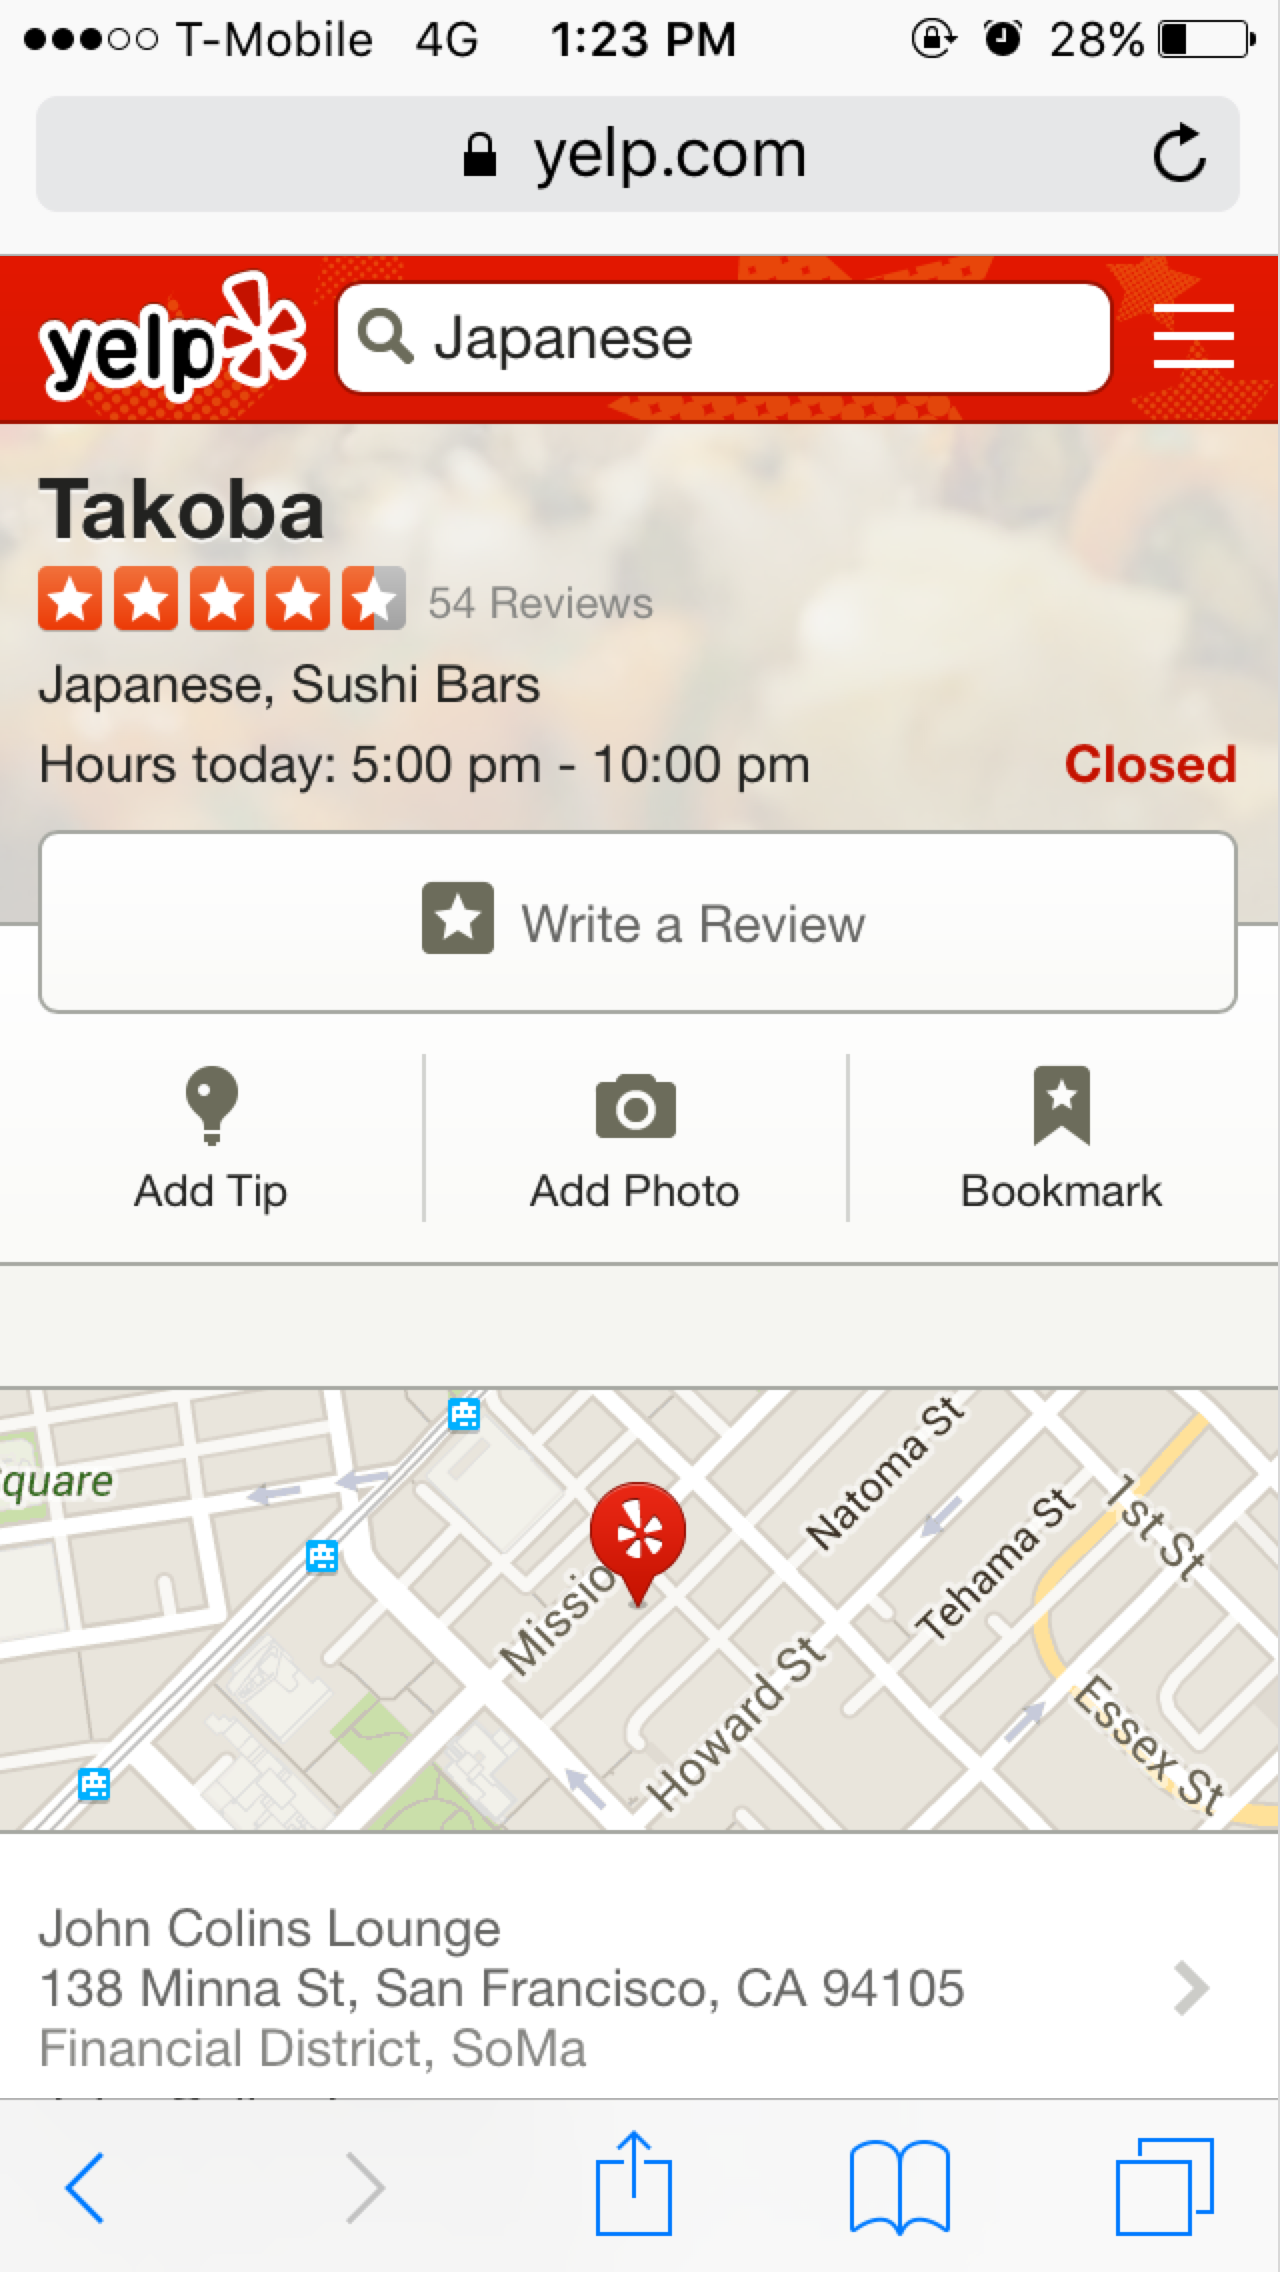 T-Mobile 4G 1:23 PM 28%
yelp.com
yelp Japanese
Takoba
54 Reviews
Japanese, Sushi Bars
Hours today: 5:00 pm - 10:00 pm Closed
Write a Review
Add Tip Add Photo Bookmark
quare
Natoma St
1st St
Tehama St
Missio
Howard St
Essex St
John Colins Lounge
138 Minna St, San Francisco, CA 94105
Financial District, SoMa